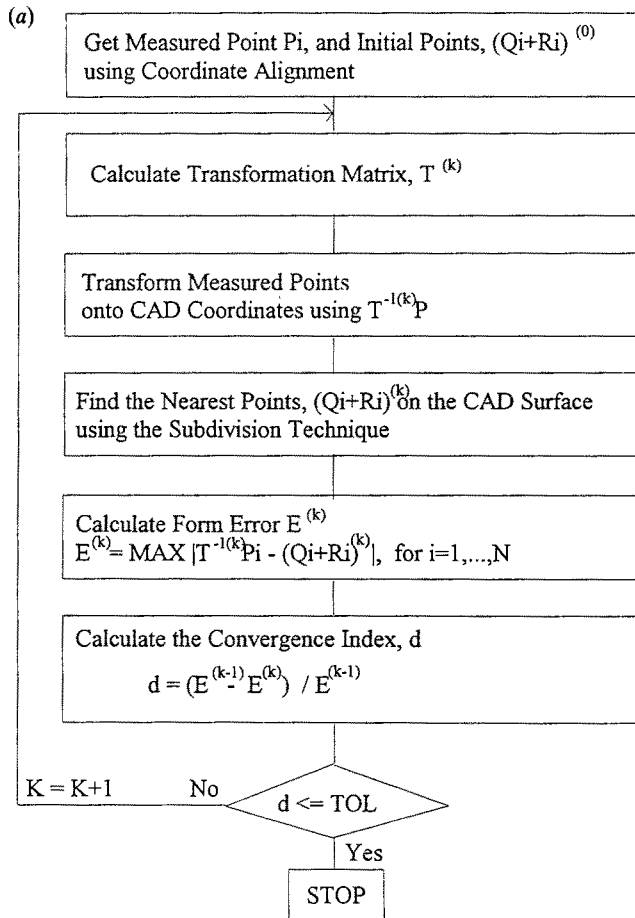 (a)
Get Measured Point Pi, and Initial Points, (Qi+Ri) (0)
using Coordinate Alignment
Calculate Transformation Matrix, T (k)
Transform Measured Points
onto CAD Coordinates using T-1(k)P
Find the Nearest Points, (Qi+Ri)(k) on the CAD Surface
using the Subdivision Technique
Calculate Form Error E (k)
E(k)= MAX |T-1(k)Pi - (Qi+Ri)(k)|, for i=1,...,N
Calculate the Convergence Index, d
d = (E(k-1)- E(k)) / E(k-1)
K = K+1 No
d <= TOL
Yes
STOP